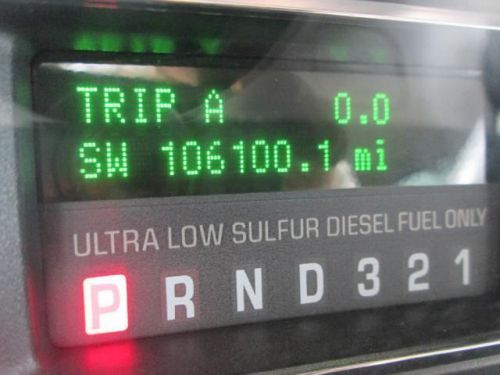 TRIP A 0.0
SW 106100.1 mi
ULTRA LOW SULFUR DIESEL FUEL ONLY
P R N D 3 2 1